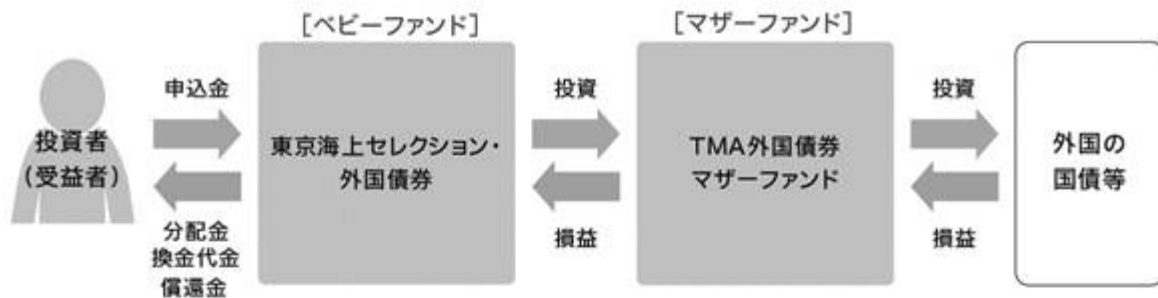 [ベビーファンド]
[マザーファンド]
投資者
(受益者)
申込金
分配金
換金代金
償還金
東京海上セレクション・
外国債券
投資
損益
TMA外国債券
マザーファンド
投資
損益
外国の
国債等